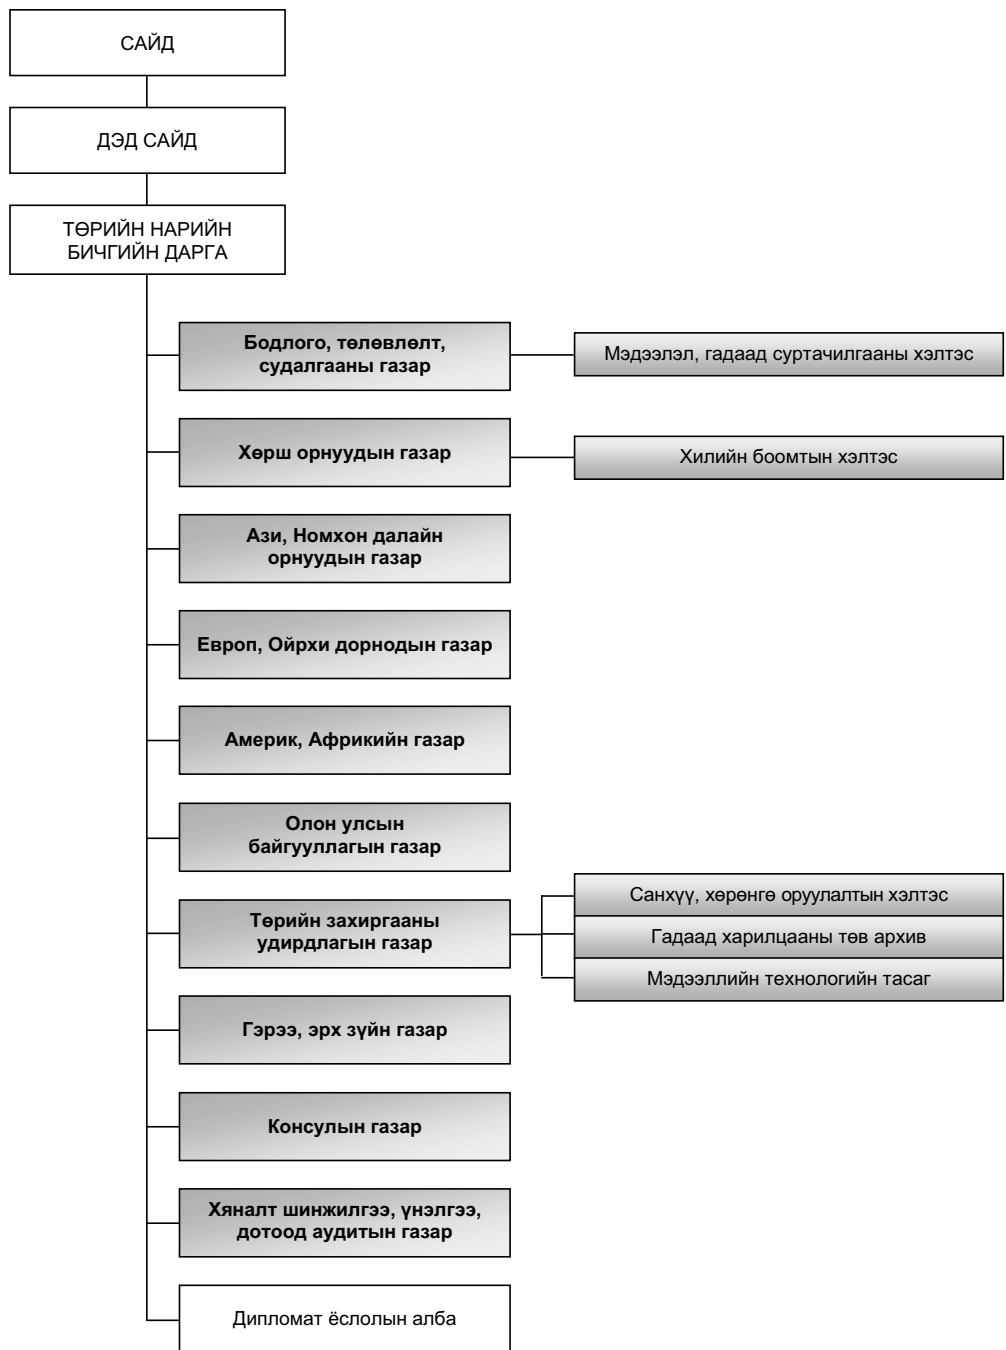 САЙД
ДЭД САЙД
ТӨРИЙН НАРИЙН
БИЧГИЙН ДАРГА
Бодлого, төлөвлөлт,
судалгааны газар
Мэдээлэл, гадаад суртачилгааны хэлтэс
Хөрш орнуудын газар
Хилийн боомтын хэлтэс
Ази, Номхон далайн
орнуудын газар
Европ, Ойрхи дорнодын газар
Америк, Африкийн газар
Олон улсын
байгууллагын газар
Төрийн захиргааны
удирдлагын газар
Санхүү, хөрөнгө оруулалтын хэлтэс
Гадаад харилцааны төв архив
Мэдээллийн технологийн тасаг
Гэрээ, эрх зүйн газар
Консулын газар
Хяналт шинжилгээ, үнэлгээ,
дотоод аудитын газар
Дипломат ёслолын алба